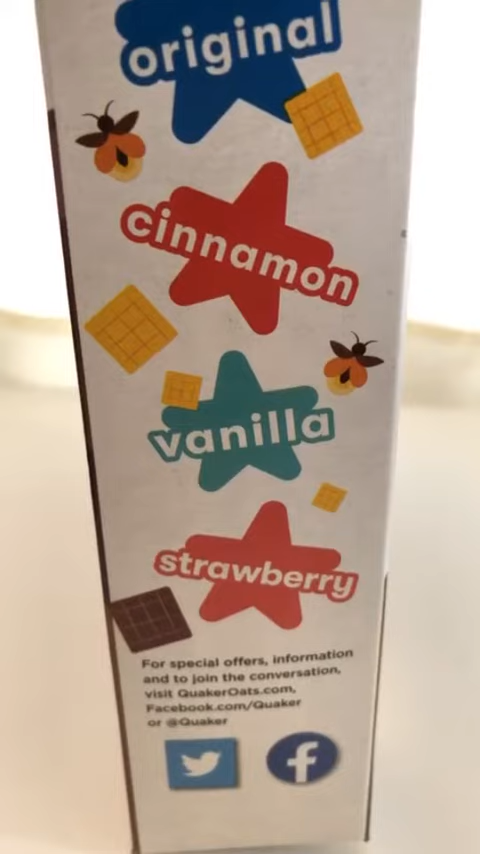 original
cinnamon
vanilla
strawberry
For special offers, information
and to join the conversation,
visit QuakerOats.com,
Facebook.com/Quaker
or @Quaker